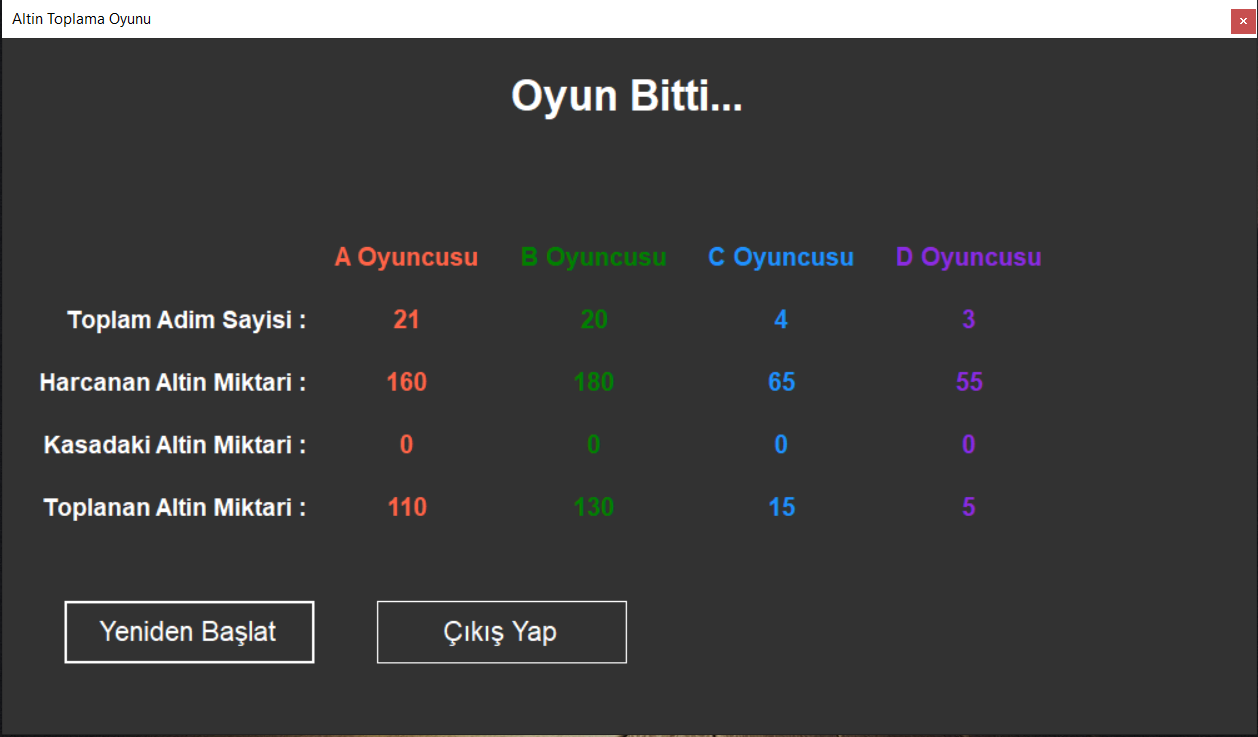 Altin Toplama Oyunu
×
Oyun Bitti...
A Oyuncusu B Oyuncusu C Oyuncusu D Oyuncusu
Toplam Adim Sayisi : 21 20 4 3
Harcanan Altin Miktari : 160 180 65 55
Kasadaki Altin Miktari : 0 0 0 0
Toplanan Altin Miktari : 110 130 15 5
Yeniden Başlat Çıkış Yap